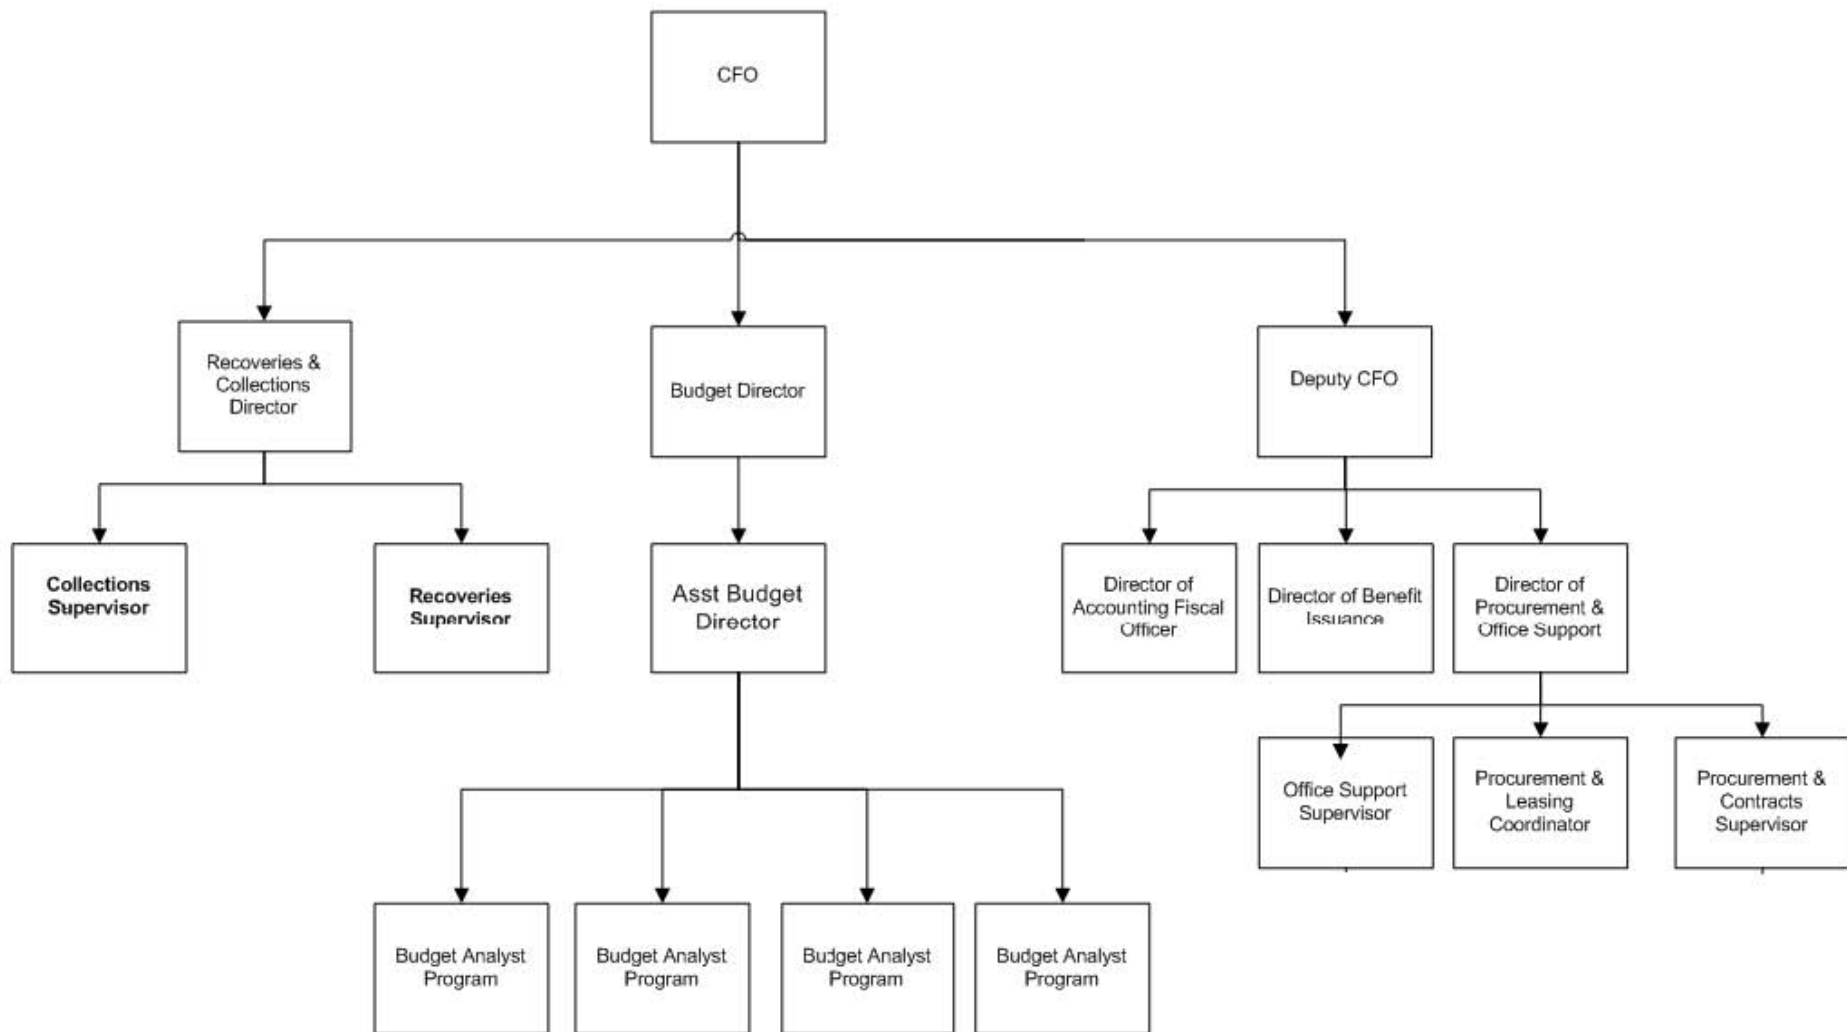 CFO
Recoveries &
Collections
Director
Budget Director
Deputy CFO
Collections
Supervisor
Recoveries
Supervisor
Asst Budget
Director
Director of
Accounting Fiscal
Officer
Director of Benefit
Issuance
Director of
Procurement &
Office Support
Office Support
Supervisor
Procurement &
Leasing
Coordinator
Procurement &
Contracts
Supervisor
Budget Analyst
Program
Budget Analyst
Program
Budget Analyst
Program
Budget Analyst
Program